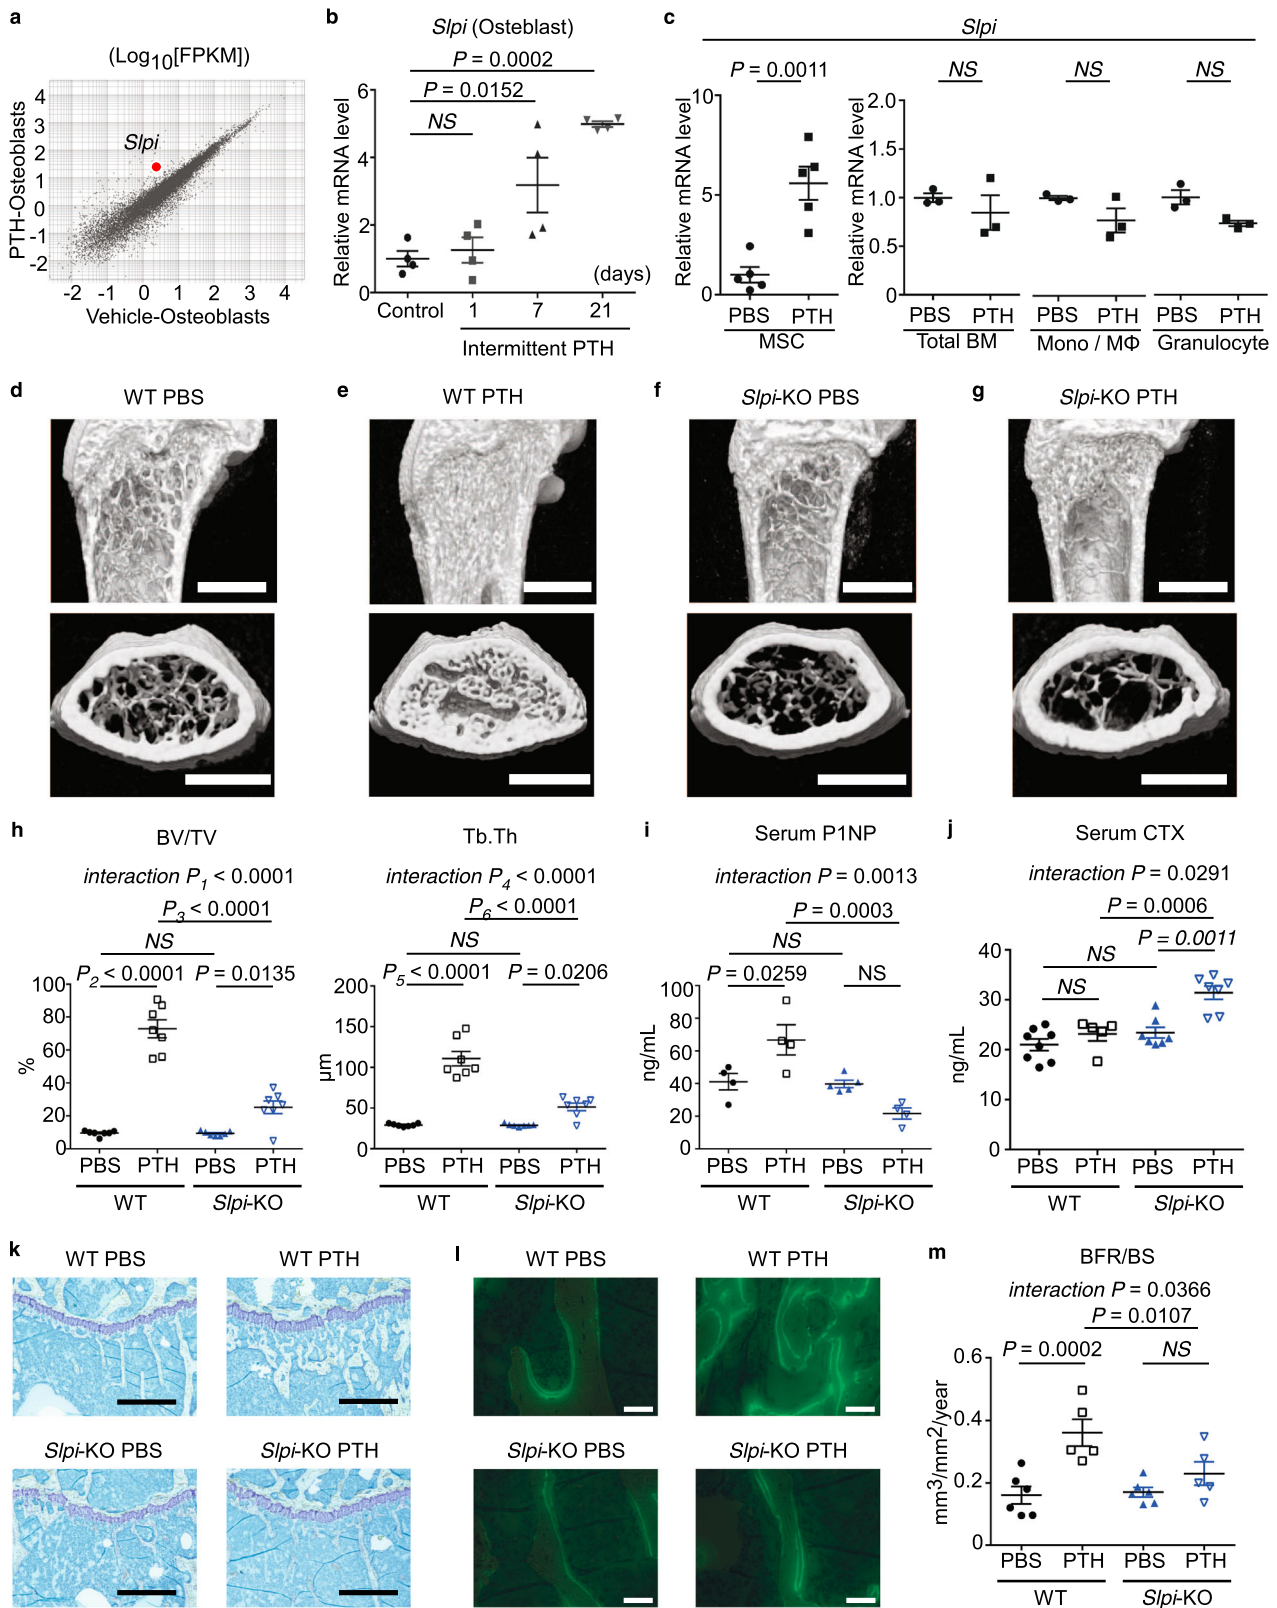 a
(Log10[FPKM])
PTH-Osteoblasts
4
3
2
1
0
-1
-2
Slpi
-2 -1 0 1 2 3 4
Vehicle-Osteoblasts
b
Slpi (Osteblast)
P = 0.0002
P = 0.0152
NS
Relative mRNA level
6
4
2
0
(days)
Control 1 7 21
Intermittent PTH
c
Slpi
P = 0.0011
Relative mRNA level
10
5
0
PBS PTH
MSC
NS NS NS
Relative mRNA level
2.0
1.5
1.0
0.5
0
PBS PTH PBS PTH PBS PTH
Total BM Mono / MΦ Granulocyte
d
WT PBS
e
WT PTH
f
Slpi-KO PBS
g
Slpi-KO PTH
h
BV/TV
interaction P1 < 0.0001
P3 < 0.0001
NS
P2 < 0.0001 P = 0.0135
%
100
80
60
40
20
0
PBS PTH PBS PTH
WT Slpi-KO
Tb.Th
interaction P4 < 0.0001
P6 < 0.0001
NS
P5 < 0.0001 P = 0.0206
μm
200
150
100
50
0
PBS PTH PBS PTH
WT Slpi-KO
i
Serum P1NP
interaction P = 0.0013
P = 0.0003
NS
P = 0.0259 NS
ng/mL
100
80
60
40
20
0
PBS PTH PBS PTH
WT Slpi-KO
j
Serum CTX
interaction P = 0.0291
P = 0.0006
P = 0.0011
NS
NS
ng/mL
40
30
20
10
0
PBS PTH PBS PTH
WT Slpi-KO
k
WT PBS WT PTH
Slpi-KO PBS Slpi-KO PTH
l
WT PBS WT PTH
Slpi-KO PBS Slpi-KO PTH
m
BFR/BS
interaction P = 0.0366
P = 0.0107
P = 0.0002 NS
mm3/mm2/year
0.6
0.4
0.2
0
PBS PTH PBS PTH
WT Slpi-KO